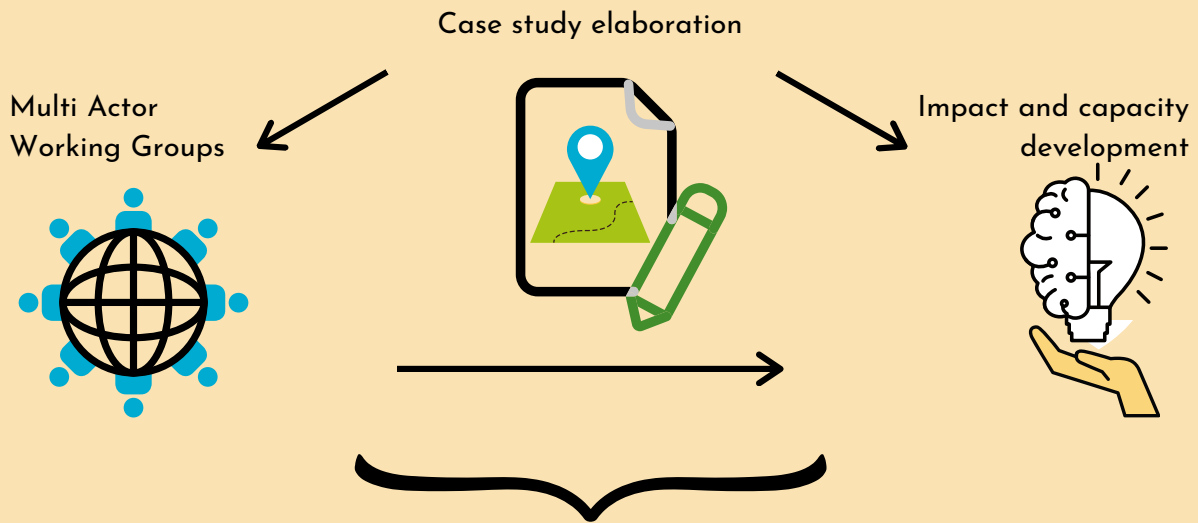 Case study elaboration
Multi Actor
Working Groups
Impact and capacity
development